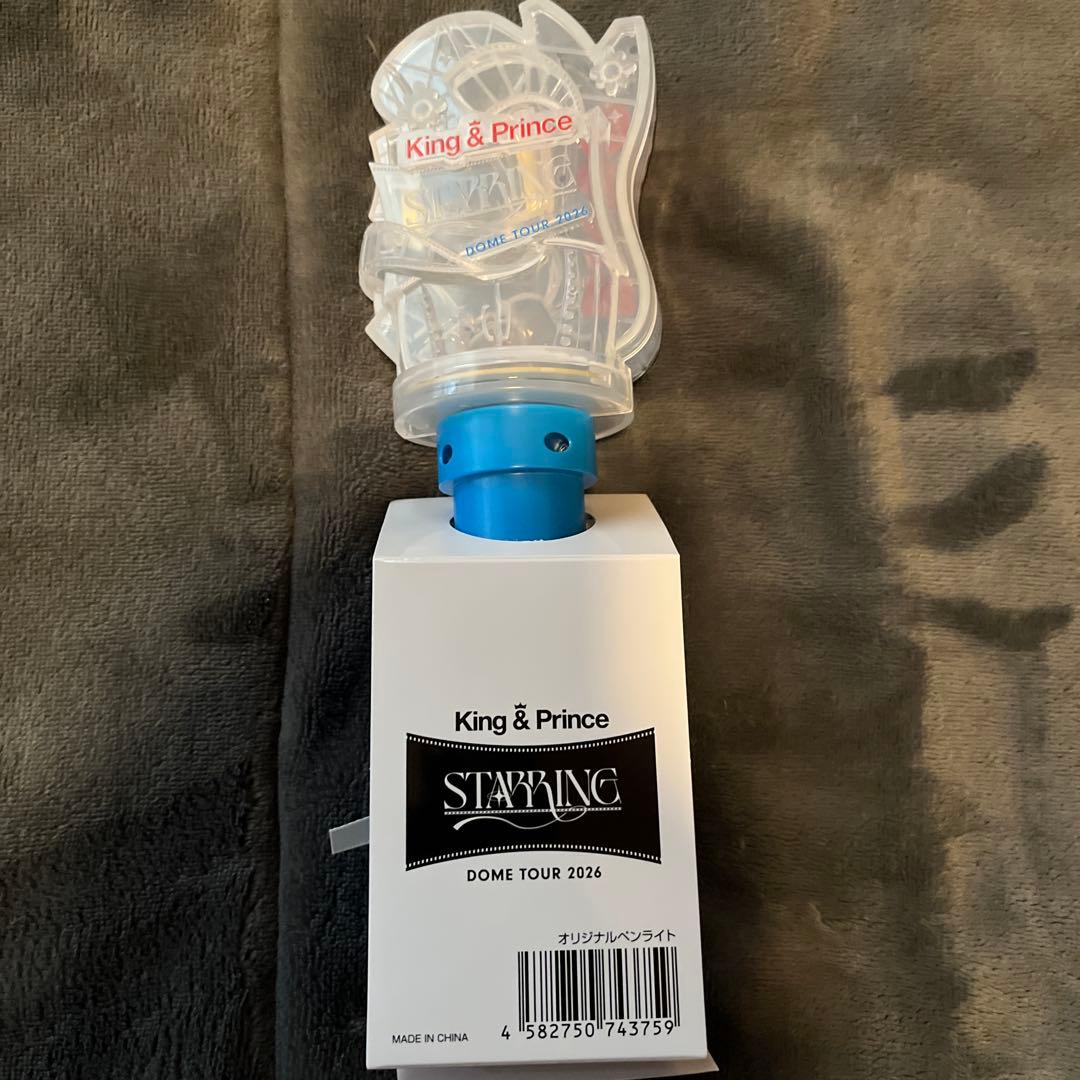 King & Prince
STARRING
DOME TOUR 2026
King & Prince
STARRING
DOME TOUR 2026
オリジナルペンライト
4 582750 743759
MADE IN CHINA